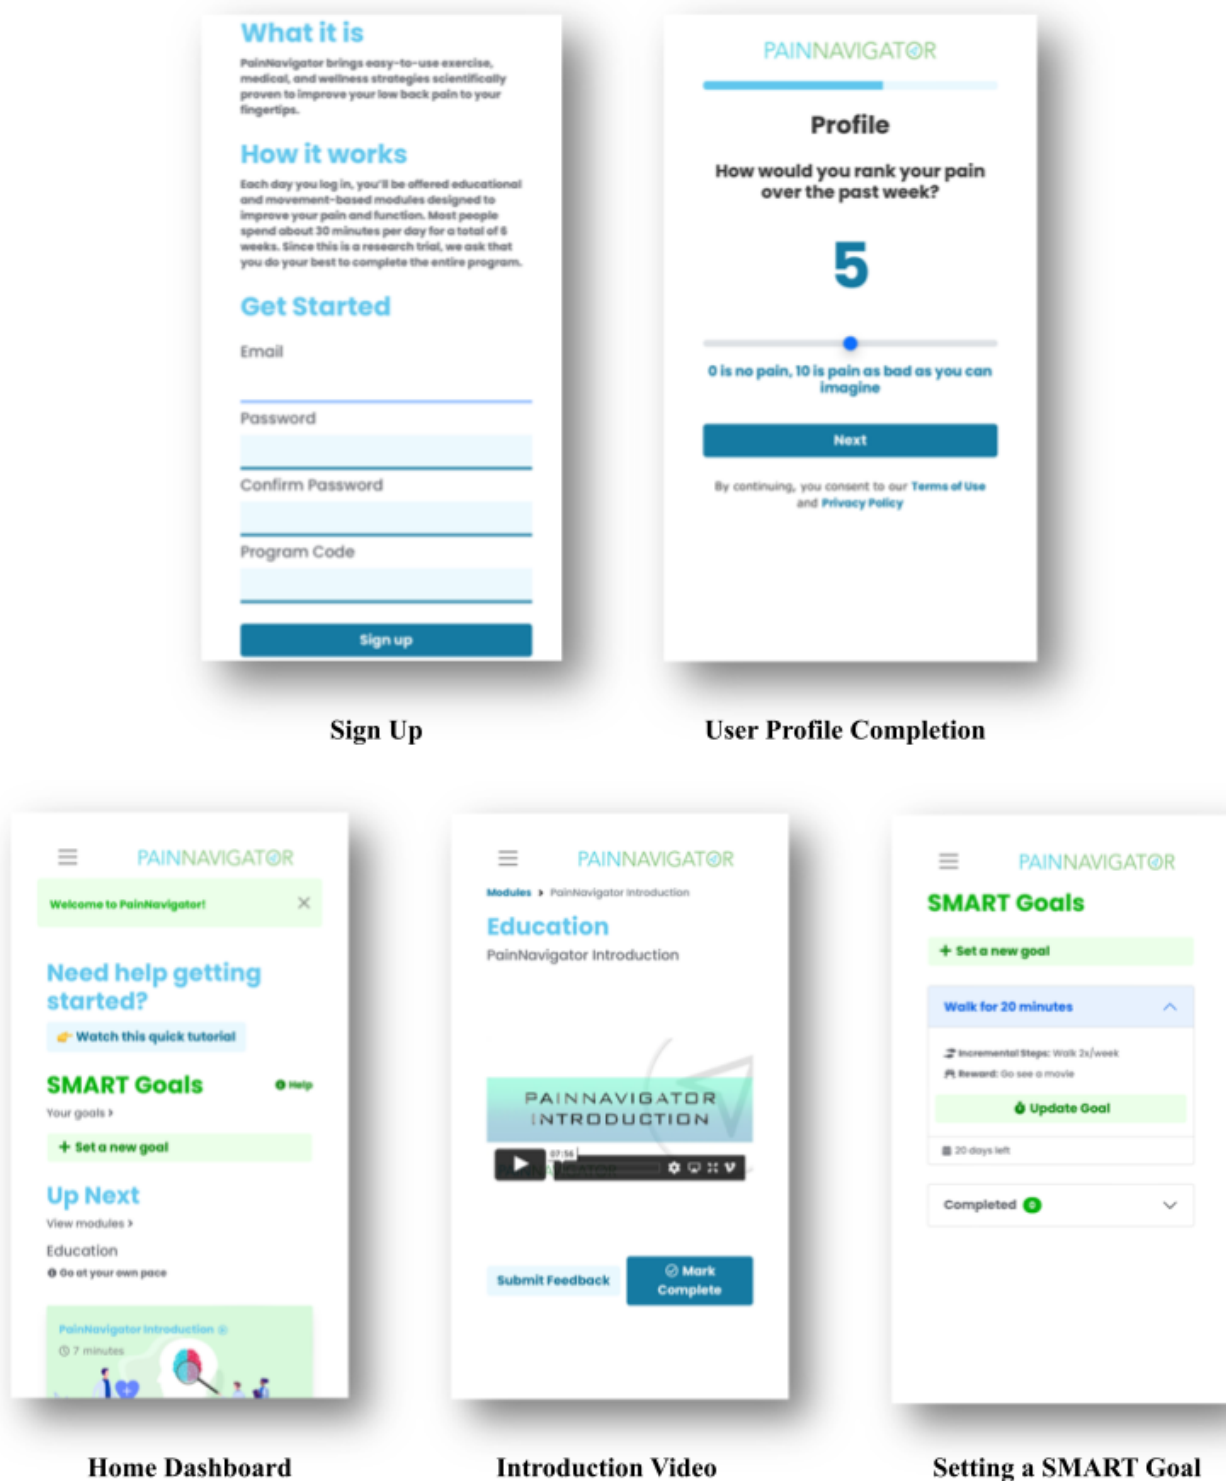 What it is
PainNavigator brings easy-to-use exercise,
medical, and wellness strategies scientifically
proven to improve your low back pain to your
fingertips.
How it works
Each day you log in, you'll be offered educational
and movement-based modules designed to
improve your pain and function. Most people
spend about 30 minutes per day for a total of 6
weeks. Since this is a research trial, we ask that
you do your best to complete the entire program.
Get Started
Email
Password
Confirm Password
Program Code
Sign up
Sign Up
PAINNAVIGATOR
Profile
How would you rank your pain
over the past week?
5
0 is no pain, 10 is pain as bad as you can
imagine
Next
By continuing, you consent to our Terms of Use
and Privacy Policy
User Profile Completion
PAINNAVIGATOR
Welcome to PainNavigator!
Need help getting
started?
👉 Watch this quick tutorial
SMART Goals
Help
Your goals >
+ Set a new goal
Up Next
View modules >
Education
Go at your own pace
PainNavigator Introduction
7 minutes
Home Dashboard
PAINNAVIGATOR
Modules > PainNavigator Introduction
Education
PainNavigator Introduction
PAINNAVIGATOR
INTRODUCTION
07:56
Submit Feedback
Mark
Complete
Introduction Video
PAINNAVIGATOR
SMART Goals
+ Set a new goal
Walk for 20 minutes
Incremental Steps: Walk 2x/week
Reward: Go see a movie
Update Goal
20 days left
Completed 0
Setting a SMART Goal